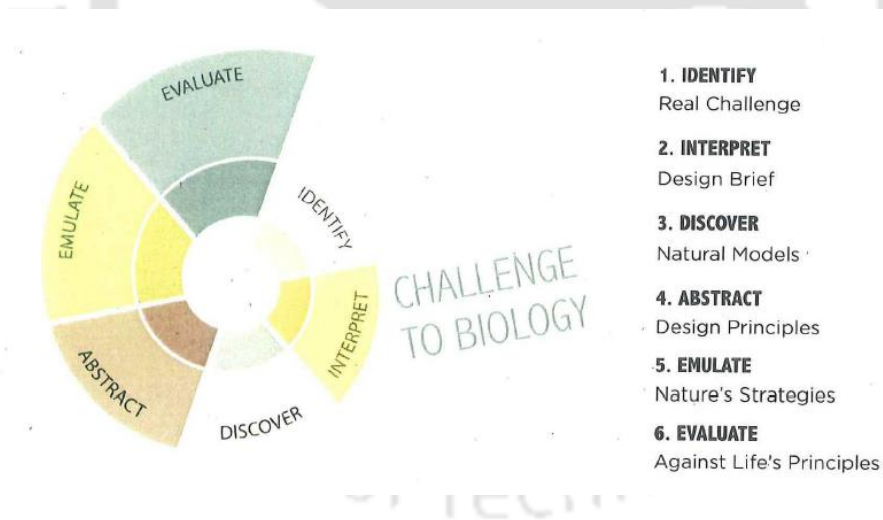 EVALUATE
EMULATE
ABSTRACT
DISCOVER
INTERPRET
IDENTIFY
CHALLENGE
TO BIOLOGY
1. IDENTIFY
Real Challenge
2. INTERPRET
Design Brief
3. DISCOVER
Natural Models
4. ABSTRACT
Design Principles
5. EMULATE
Nature's Strategies
6. EVALUATE
Against Life's Principles